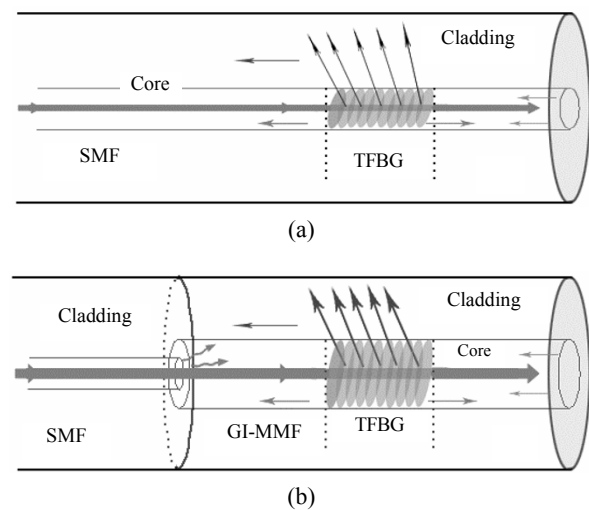 Cladding
Core
SMF
TFBG
(a)
Cladding
Cladding
Core
SMF
GI-MMF
TFBG
(b)